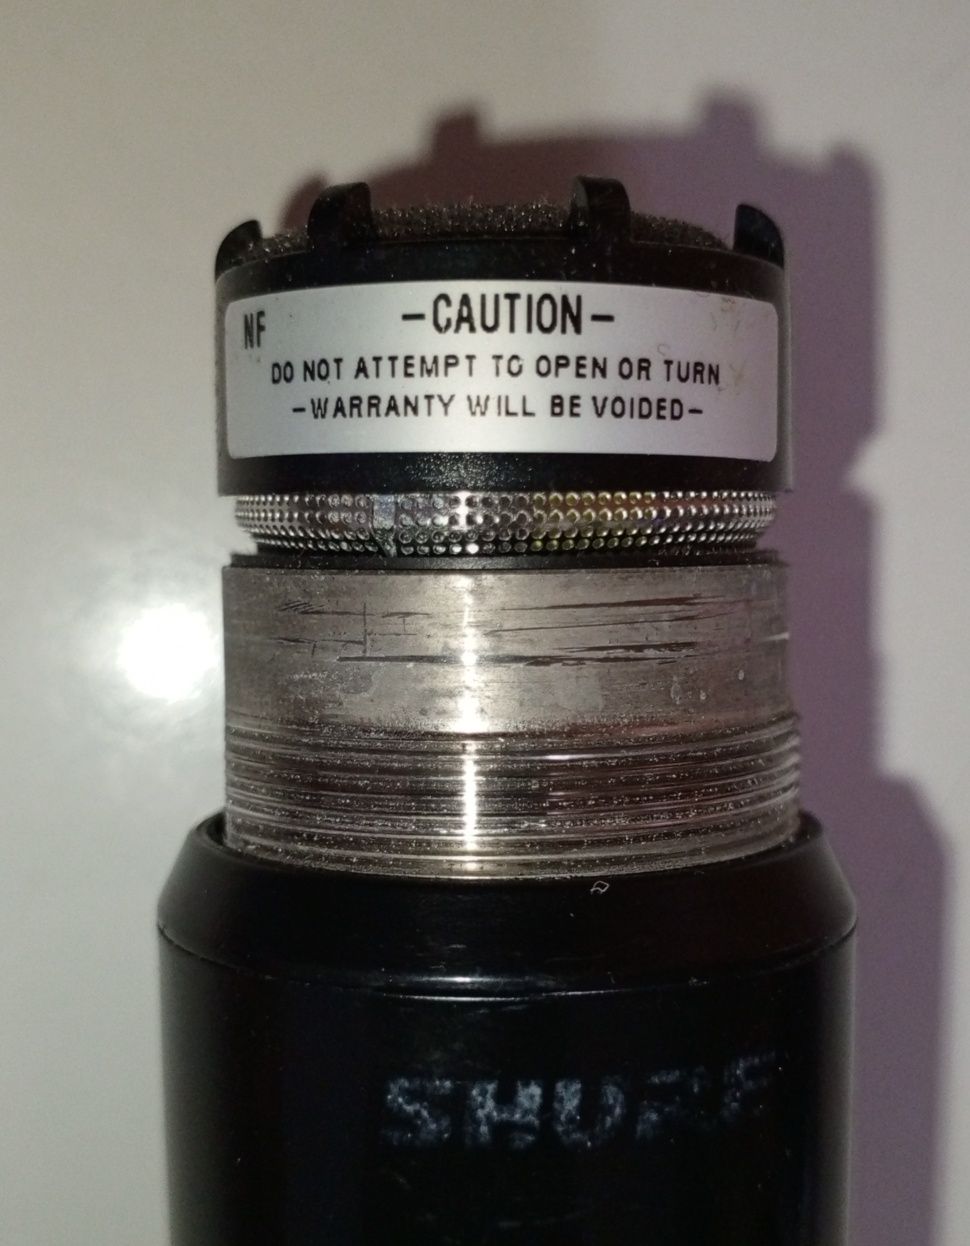 NF
-CAUTION-
DO NOT ATTEMPT TO OPEN OR TURN
-WARRANTY WILL BE VOIDED-
SHURE